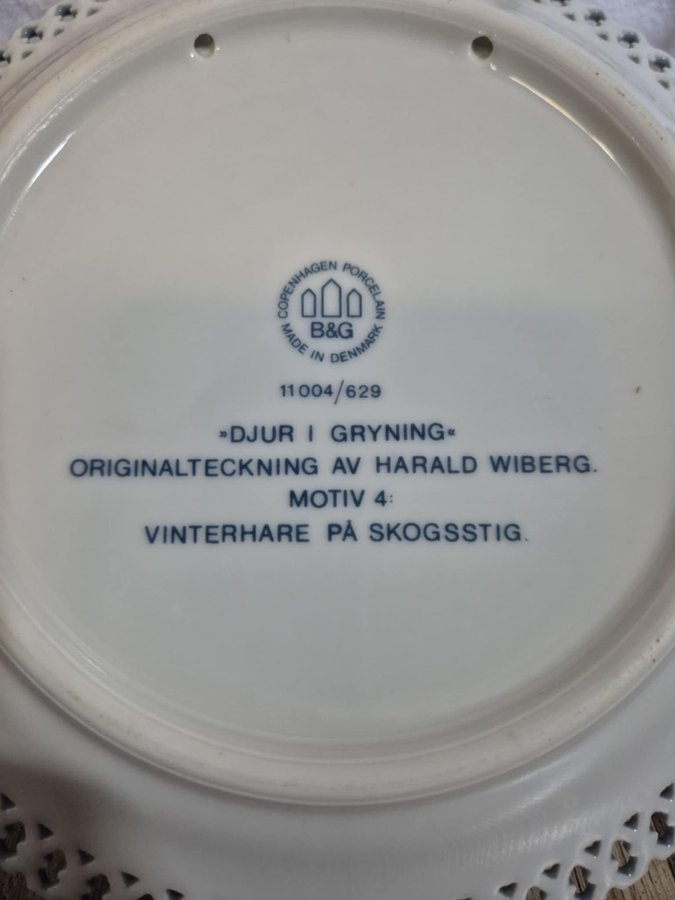 COPENHAGEN PORCELAIN
B&G
MADE IN DENMARK
11004/629
»DJUR I GRYNING«
ORIGINALTECKNING AV HARALD WIBERG.
MOTIV 4:
VINTERHARE PÅ SKOGSSTIG.